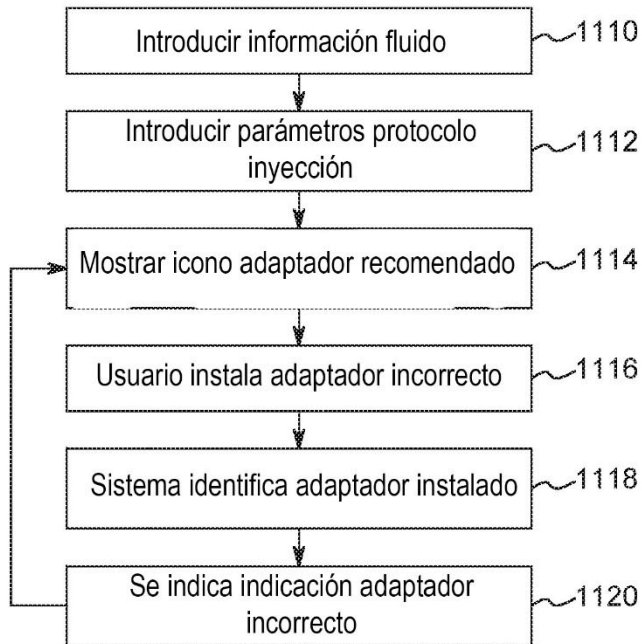 Introducir información fluido
1110
Introducir parámetros protocolo
inyección
1112
Mostrar icono adaptador recomendado
1114
Usuario instala adaptador incorrecto
1116
Sistema identifica adaptador instalado
1118
Se indica indicación adaptador
incorrecto
1120